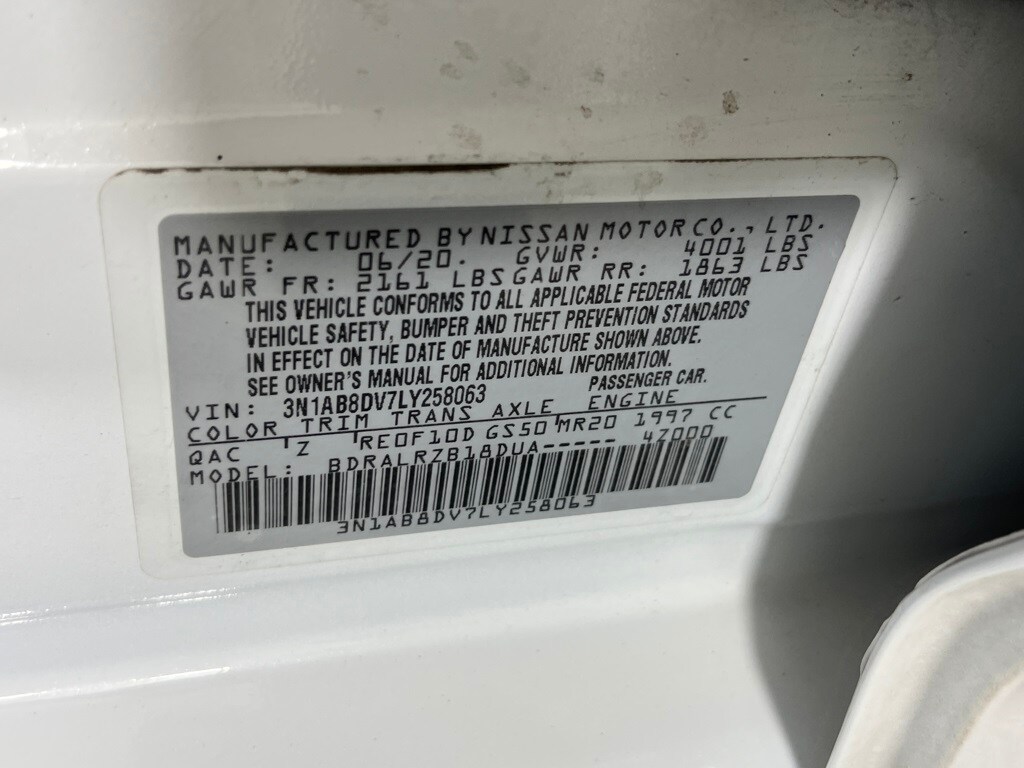 MANUFACTURED BY NISSAN MOTOR CO., LTD.
DATE: 06/20. GVWR: 4001 LBS
GAWR FR: 2161 LBS GAWR RR: 1863 LBS
THIS VEHICLE CONFORMS TO ALL APPLICABLE FEDERAL MOTOR
VEHICLE SAFETY, BUMPER AND THEFT PREVENTION STANDARDS
IN EFFECT ON THE DATE OF MANUFACTURE SHOWN ABOVE.
SEE OWNER'S MANUAL FOR ADDITIONAL INFORMATION.
VIN: 3N1AB8DV7LY258063 PASSENGER CAR.
COLOR TRIM TRANS AXLE ENGINE
QAC Z RE0F10D GS50 MR20 1997 CC
MODEL: BDRALRZB18DUA----- 4Z000
3N1AB8DV7LY258063